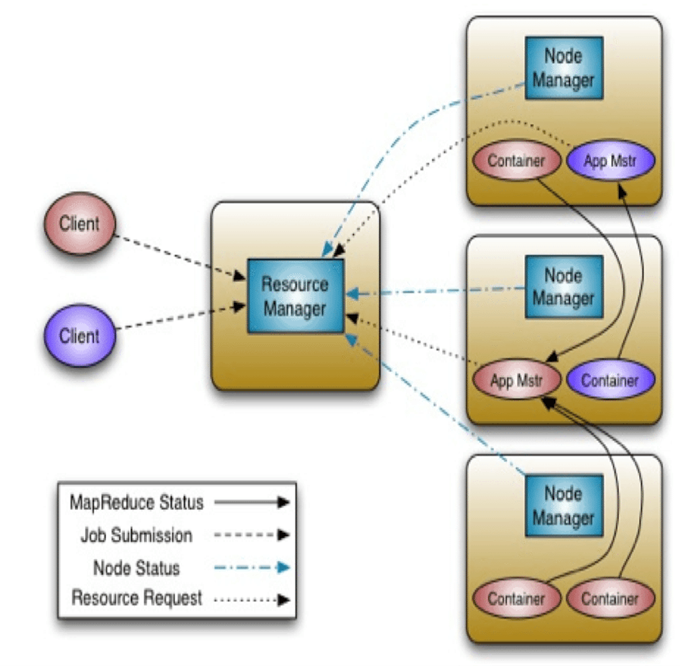 Node
Manager
Container
App Mstr
Client
Resource
Manager
Client
Node
Manager
App Mstr
Container
Node
Manager
Container
Container
MapReduce Status
Job Submission
Node Status
Resource Request